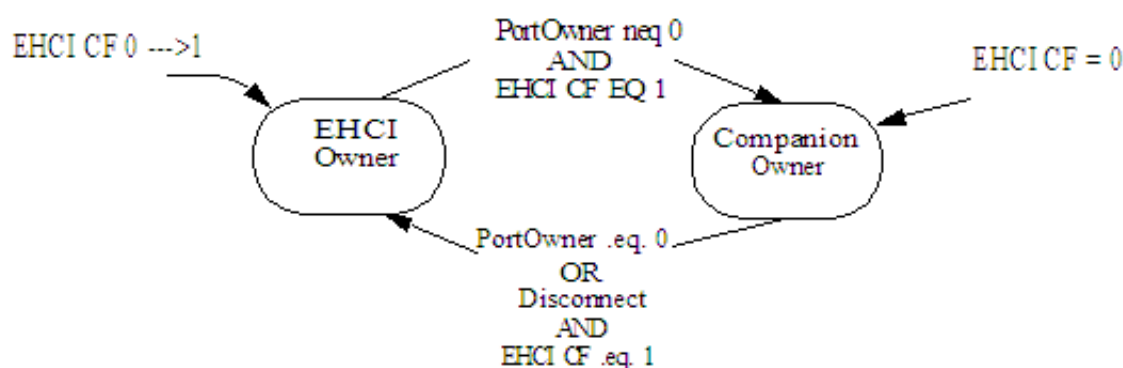 EHCI CF 0 --->1
PortOwner neq 0
AND
EHCI CF EQ 1
EHCI CF = 0
EHCI
Owner
Companion
Owner
PortOwner .eq. 0
OR
Disconnect
AND
EHCI CF .eq. 1